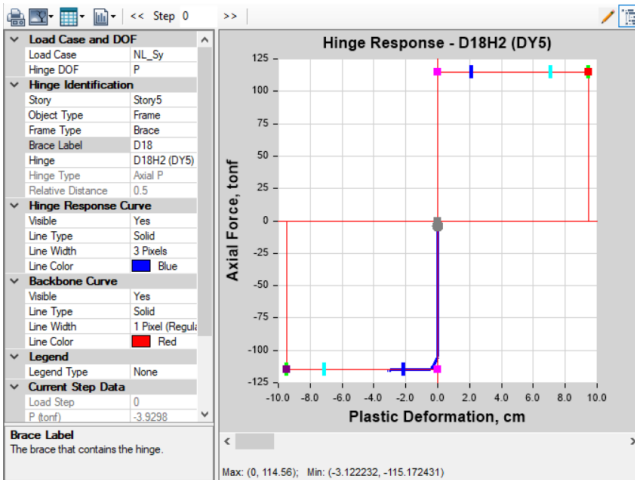 << Step 0 >>
Load Case and DOF
Load Case NL_Sy
Hinge DOF P
Hinge Identification
Story Story5
Object Type Frame
Frame Type Brace
Brace Label D18
Hinge D18H2 (DY5)
Hinge Type Axial P
Relative Distance 0.5
Hinge Response Curve
Visible Yes
Line Type Solid
Line Width 3 Pixels
Line Color Blue
Backbone Curve
Visible Yes
Line Type Solid
Line Width 1 Pixel (Regula
Line Color Red
Legend
Legend Type None
Current Step Data
Load Step 0
P (tonf) -3.9298
Brace Label
The brace that contains the hinge.
Hinge Response - D18H2 (DY5)
Axial Force, tonf
125
100
75
50
25
0
-25
-50
-75
-100
-125
-10.0 -8.0 -6.0 -4.0 -2.0 0.0 2.0 4.0 6.0 8.0 10.0
Plastic Deformation, cm
Max: (0, 114.56); Min: (-3.122232, -115.172431)